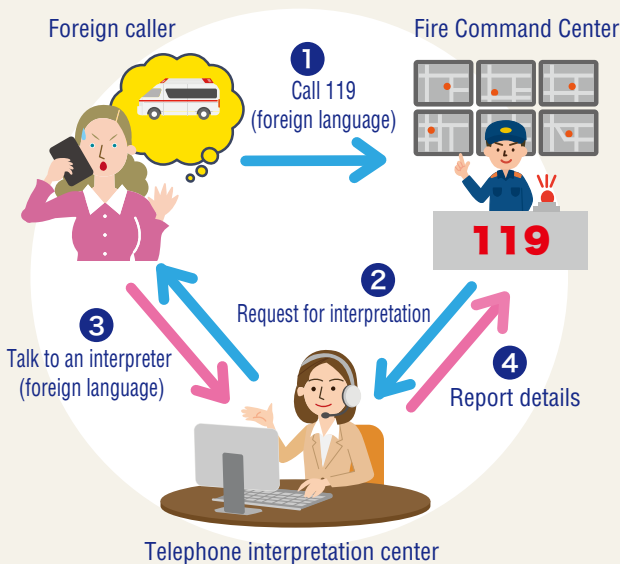 Foreign caller
Fire Command Center
1
Call 119
(foreign language)
119
2
Request for interpretation
3
Talk to an interpreter
(foreign language)
4
Report details
Telephone interpretation center